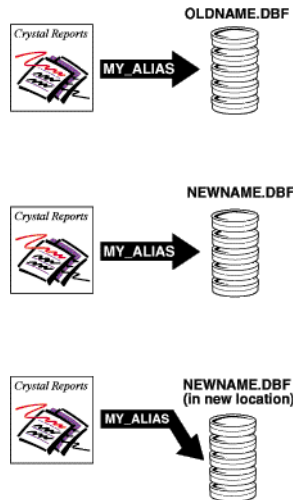 OLDNAME.DBF
Crystal Reports
MY_ALIAS
NEWNAME.DBF
Crystal Reports
MY_ALIAS
NEWNAME.DBF
(in new location)
Crystal Reports
MY_ALIAS